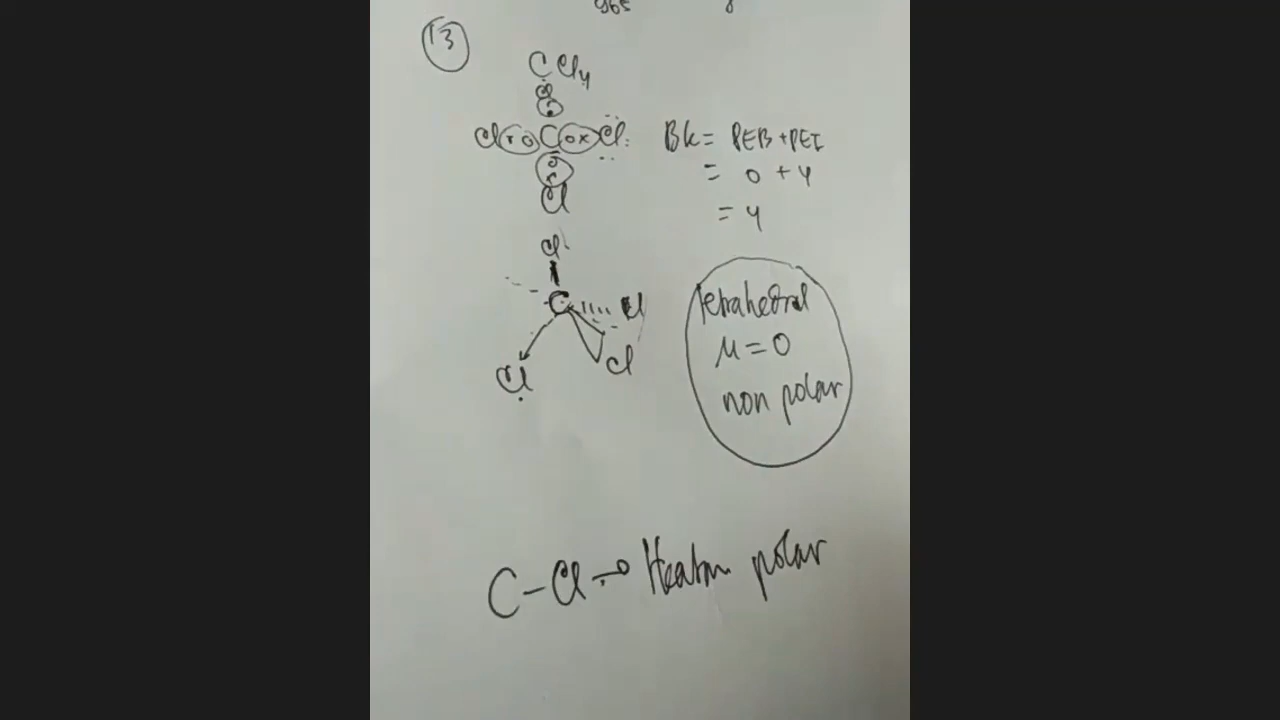 13
CCl4
Cl
Cl C Cl
Cl
BK = PEB + PEI
= 0 + 4
= 4
Cl
C Cl
Cl Cl
Tetrahedral
μ = 0
non polar
C-Cl → polar